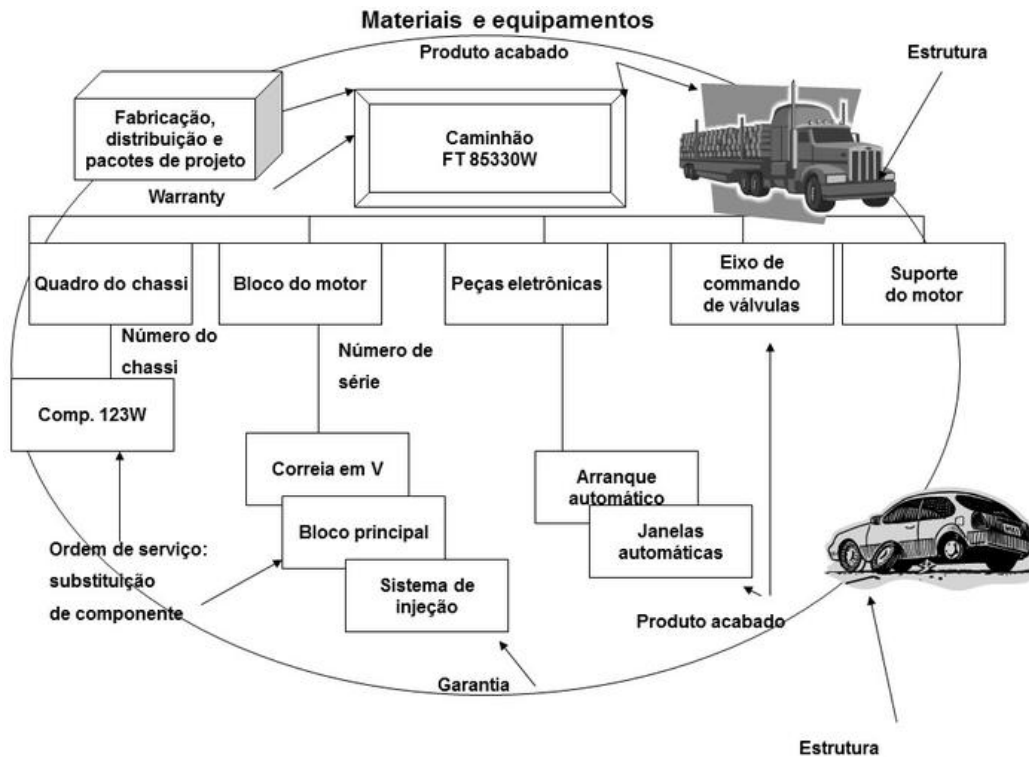 Materiais e equipamentos
Produto acabado
Estrutura
Fabricação,
distribuição e
pacotes de projeto
Caminhão
FT 85330W
Warranty
Quadro do chassi
Bloco do motor
Peças eletrônicas
Eixo de
commando
de válvulas
Suporte
do motor
Número do
chassi
Número de
série
Comp. 123W
Correia em V
Bloco principal
Sistema de
injeção
Arranque
automático
Janelas
automáticas
Ordem de serviço:
substituição
de componente
Produto acabado
Garantia
Estrutura